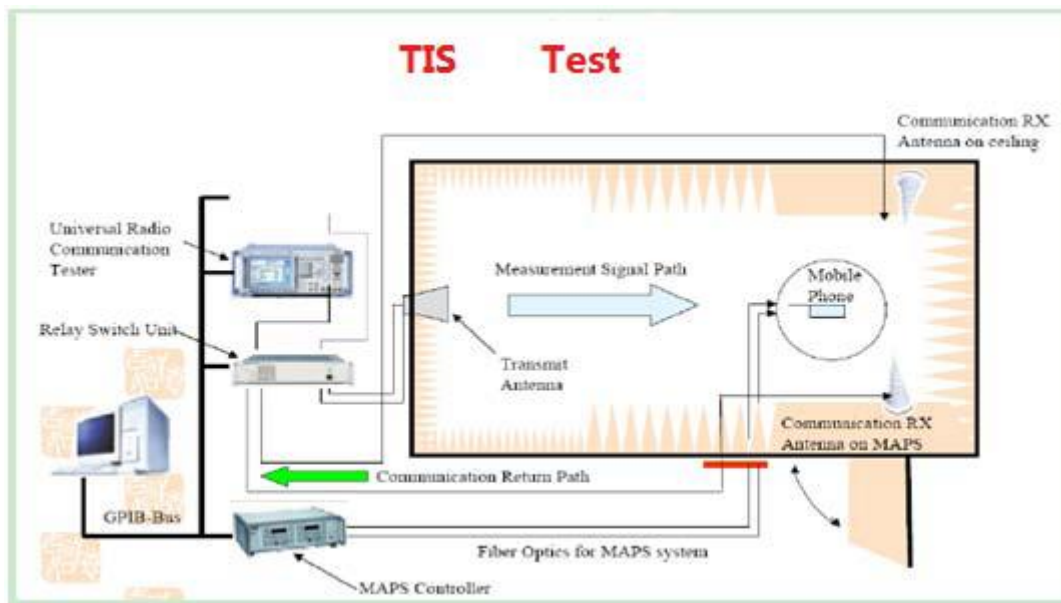 TIS Test
Communication RX
Antenna on ceiling
Universal Radio
Communication
Tester
Measurement Signal Path
Mobile
Phone
Relay Switch Unit
Transmit
Antenna
Communication RX
Antenna on MAPS
Communication Return Path
GPIB-Bus
Fiber Optics for MAPS system
MAPS Controller